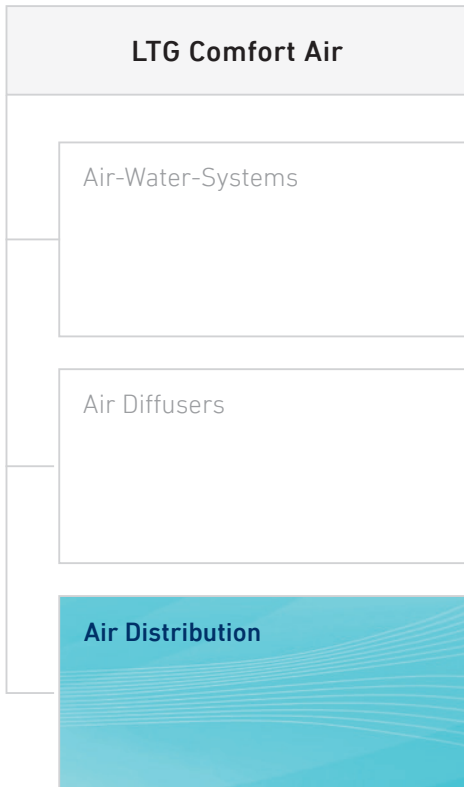 LTG Comfort Air
Air-Water-Systems
Air Diffusers
Air Distribution